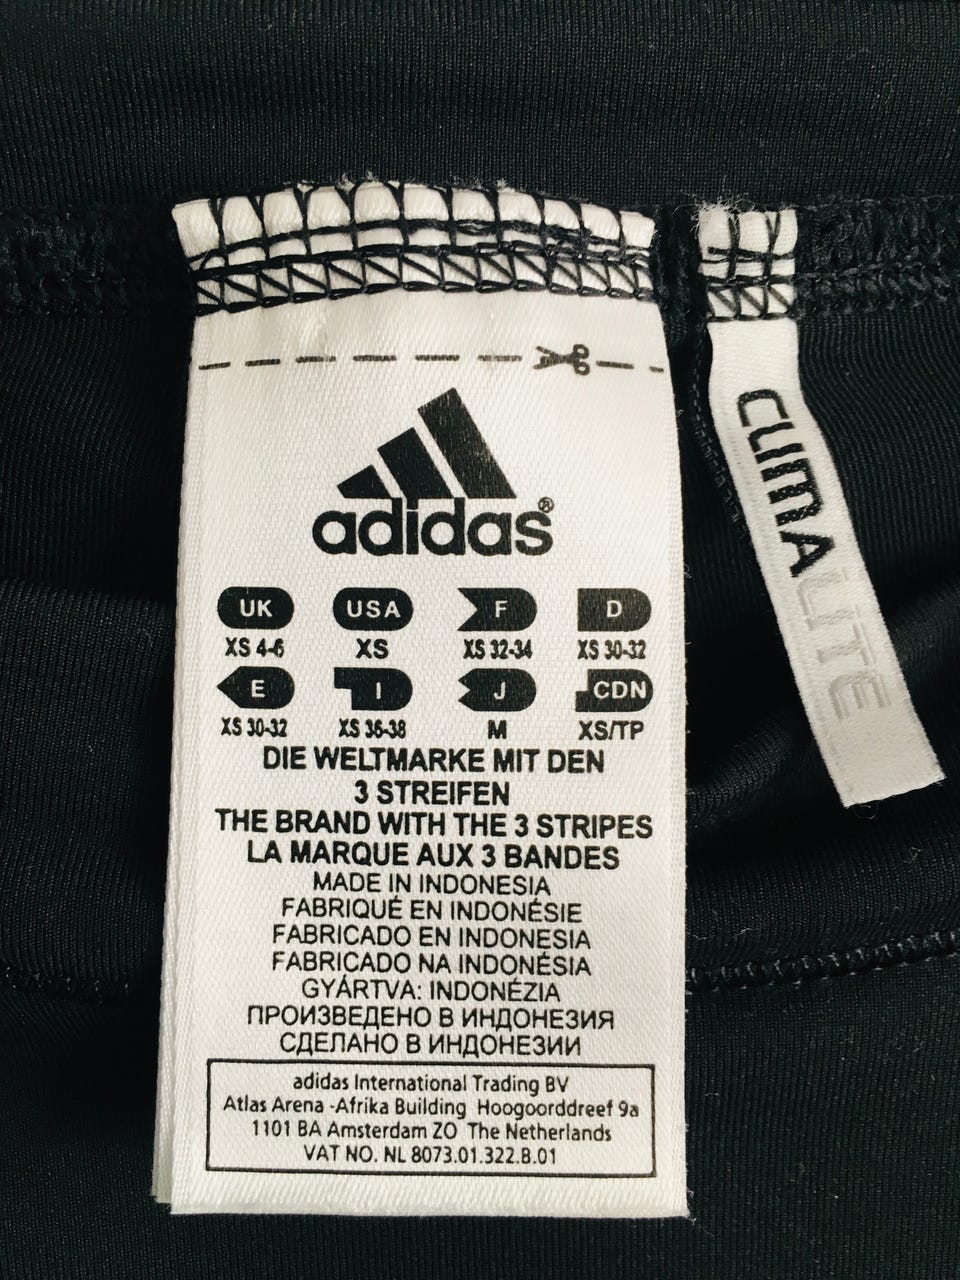 adidas®
UK USA F D
XS 4-6 XS XS 32-34 XS 30-32
E I J CDN
XS 30-32 XS 36-38 M XS/TP
DIE WELTMARKE MIT DEN
3 STREIFEN
THE BRAND WITH THE 3 STRIPES
LA MARQUE AUX 3 BANDES
MADE IN INDONESIA
FABRIQUÉ EN INDONÉSIE
FABRICADO EN INDONESIA
FABRICADO NA INDONÉSIA
GYÁRTVA: INDONÉZIA
ПРОИЗВЕДЕНО В ИНДОНЕЗИЯ
СДЕЛАНО В ИНДОНЕЗИИ
adidas International Trading BV
Atlas Arena -Afrika Building Hoogoorddreef 9a
1101 BA Amsterdam ZO The Netherlands
VAT NO. NL 8073.01.322.B.01
CLIMALITE